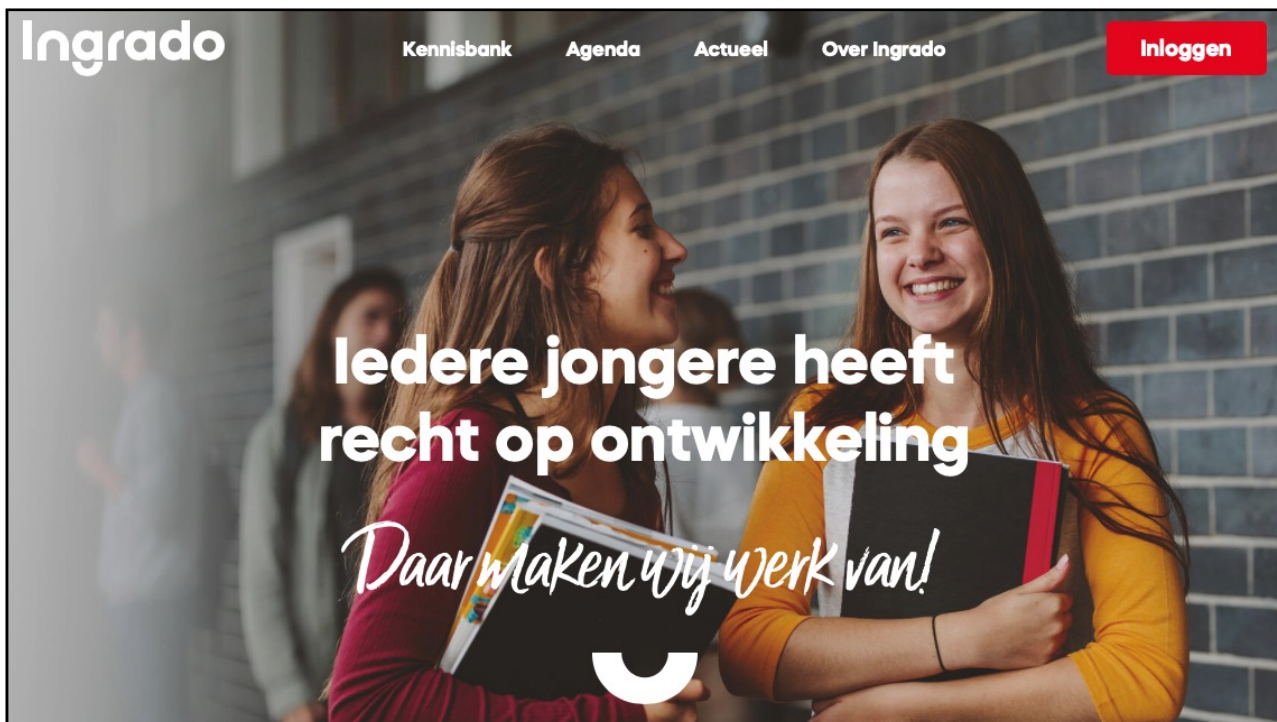 Ingrado
Kennisbank
Agenda
Actueel
Over Ingrado
Inloggen
Iedere jongere heeft
recht op ontwikkeling
Daar maken wij werk van!